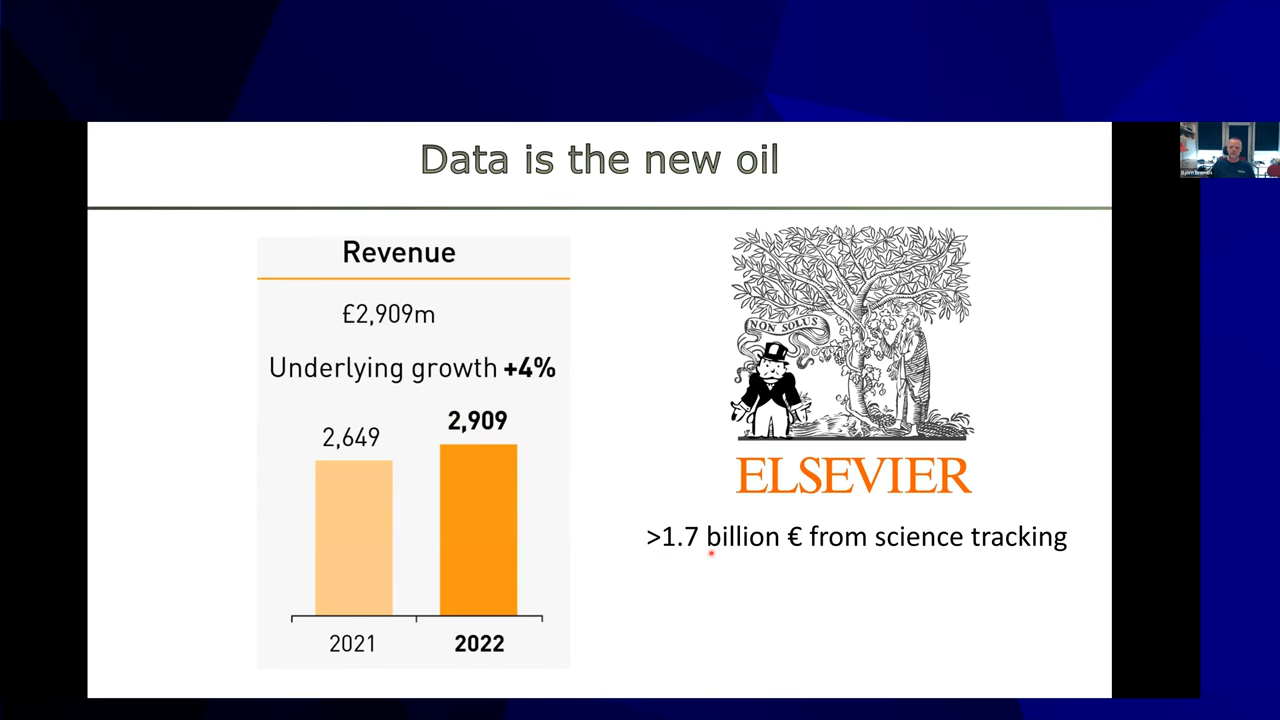 Data is the new oil
Revenue
£2,909m
Underlying growth +4%
2,649
2,909
2021
2022
NON SOLUS
ELSEVIER
>1.7 billion € from science tracking